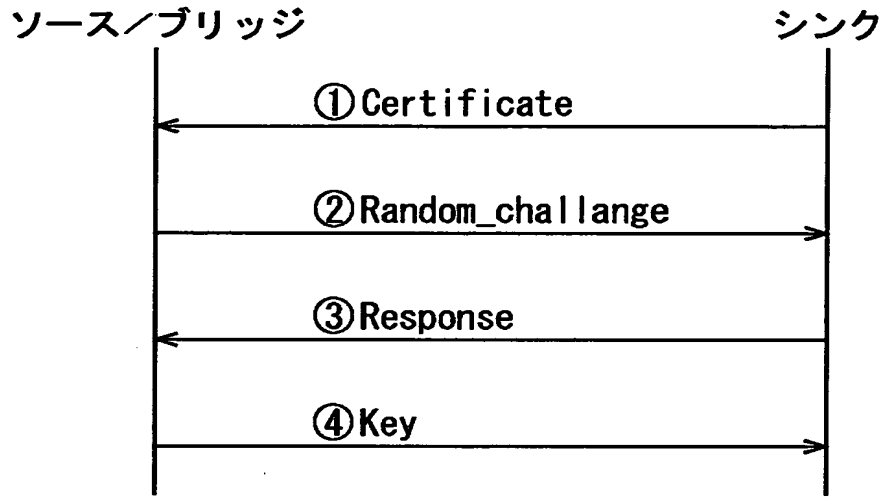 ソース／ブリッジ シンク
①Certificate
②Random_challange
③Response
④Key